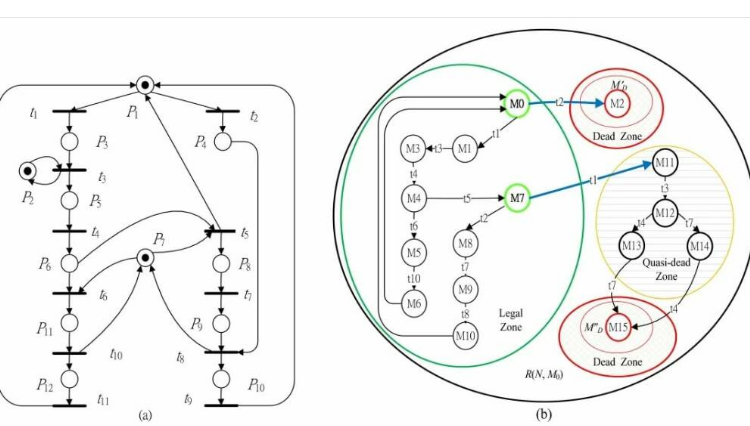 t1
P1
t2
P3
P4
P2
t3
P5
t4
P7
t5
P6
P8
t6
t7
P11
P9
t10
t8
P12
P10
t11
t9
(a)
M0
t2
M'D
M2
Dead Zone
t1
M3
t3
M1
t4
M4
t5
M7
t1
M11
t3
M12
t6
t2
t4
t7
M5
M8
M13
M14
Quasi-dead
Zone
t10
t7
M6
M9
t7
t4
t8
Legal
Zone
M10
M"D
M15
Dead Zone
R(N, M0)
(b)